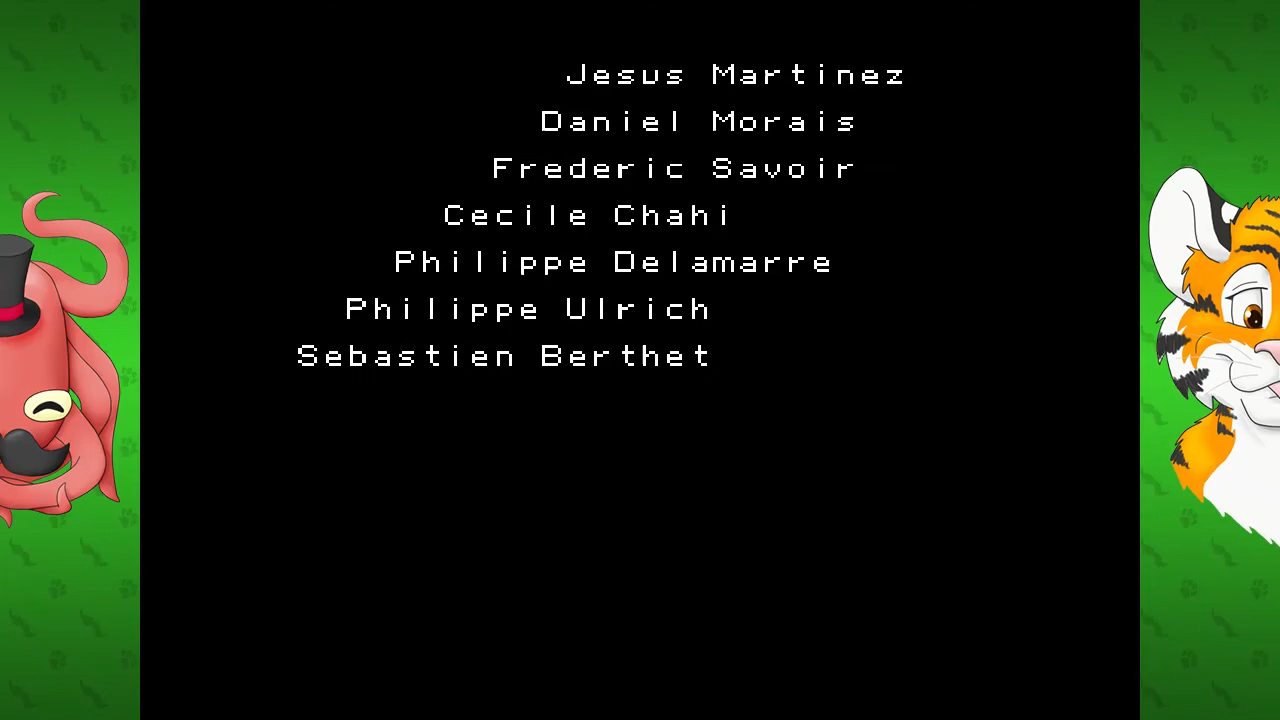 Jesus Martinez
Daniel Morais
Frederic Savoir
Cecile Chahi
Philippe Delamarre
Philippe Ulrich
Sebastien Berthet